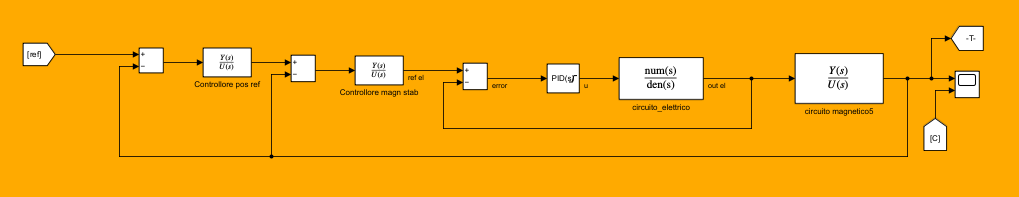 [ref]
+
−
Y(s)
U(s)
Controllore pos ref
+
−
Y(s)
U(s)
Controllore magn stab
ref el
+
−
error
PID(s)
u
num(s)
den(s)
circuito_elettrico
out el
Y(s)
U(s)
circuito magnetico5
-T-
[C]